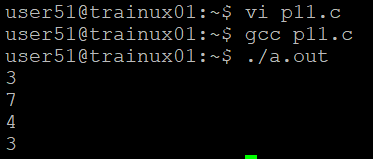 user51@trainux01:~$ vi p11.c
user51@trainux01:~$ gcc p11.c
user51@trainux01:~$ ./a.out
3
7
4
3